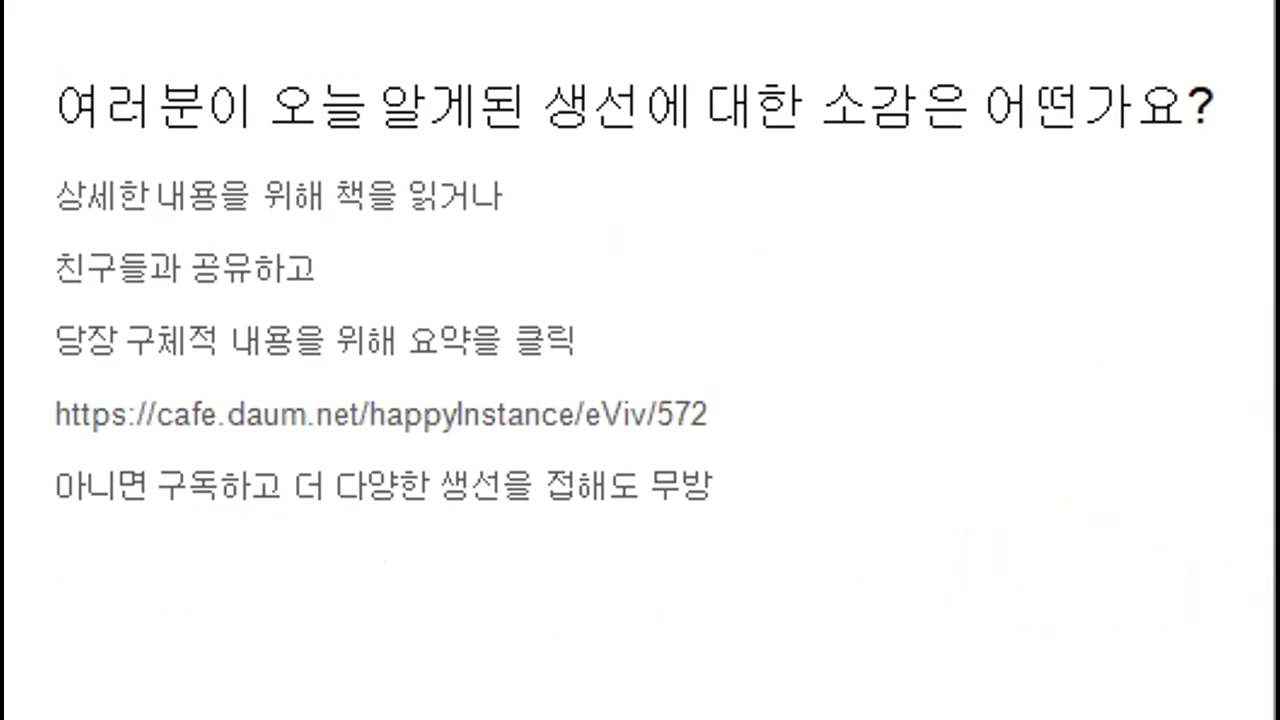 여러분이 오늘 알게된 생선에 대한 소감은 어떤가요?
상세한 내용을 위해 책을 읽거나
친구들과 공유하고
당장 구체적 내용을 위해 요약을 클릭
https://cafe.daum.net/happyInstance/eViv/572
아니면 구독하고 더 다양한 생선을 접해도 무방